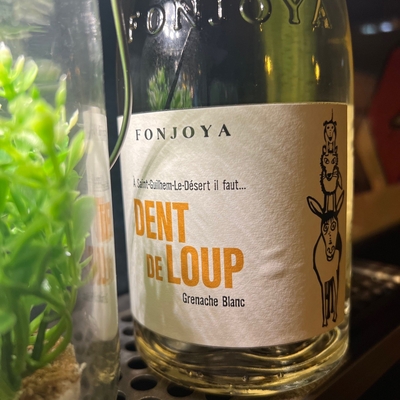 FONJOYA
FONJOYA
A Saint-Guilhem-Le-Désert il faut...
DENT
DE LOUP
Grenache Blanc